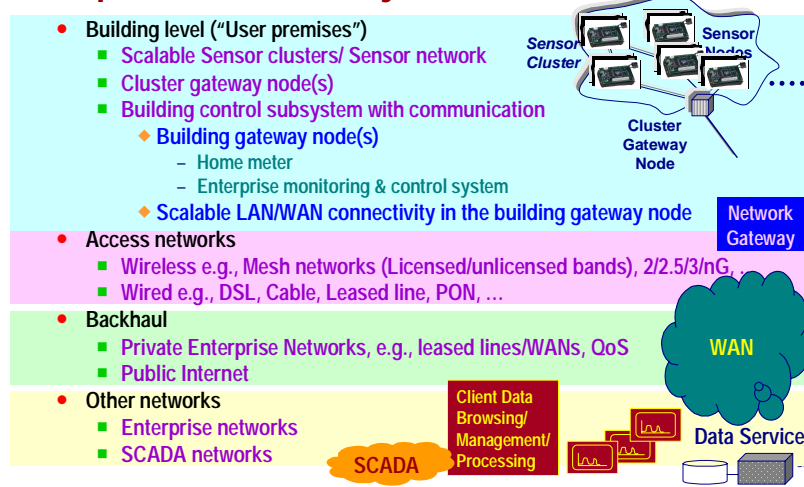 Building level (“User premises”)
Scalable Sensor clusters/ Sensor network
Cluster gateway node(s)
Building control subsystem with communication
Building gateway node(s)
– Home meter
– Enterprise monitoring & control system
Scalable LAN/WAN connectivity in the building gateway node
Sensor
Cluster
Sensor
Nodes
Cluster
Gateway
Node
Network
Gateway
Access networks
Wireless e.g., Mesh networks (Licensed/unlicensed bands), 2/2.5/3/nG, ...
Wired e.g., DSL, Cable, Leased line, PON, ...
Backhaul
Private Enterprise Networks, e.g., leased lines/WANs, QoS
Public Internet
WAN
Other networks
Enterprise networks
SCADA networks
SCADA
Client Data
Browsing/
Management/
Processing
Data Service